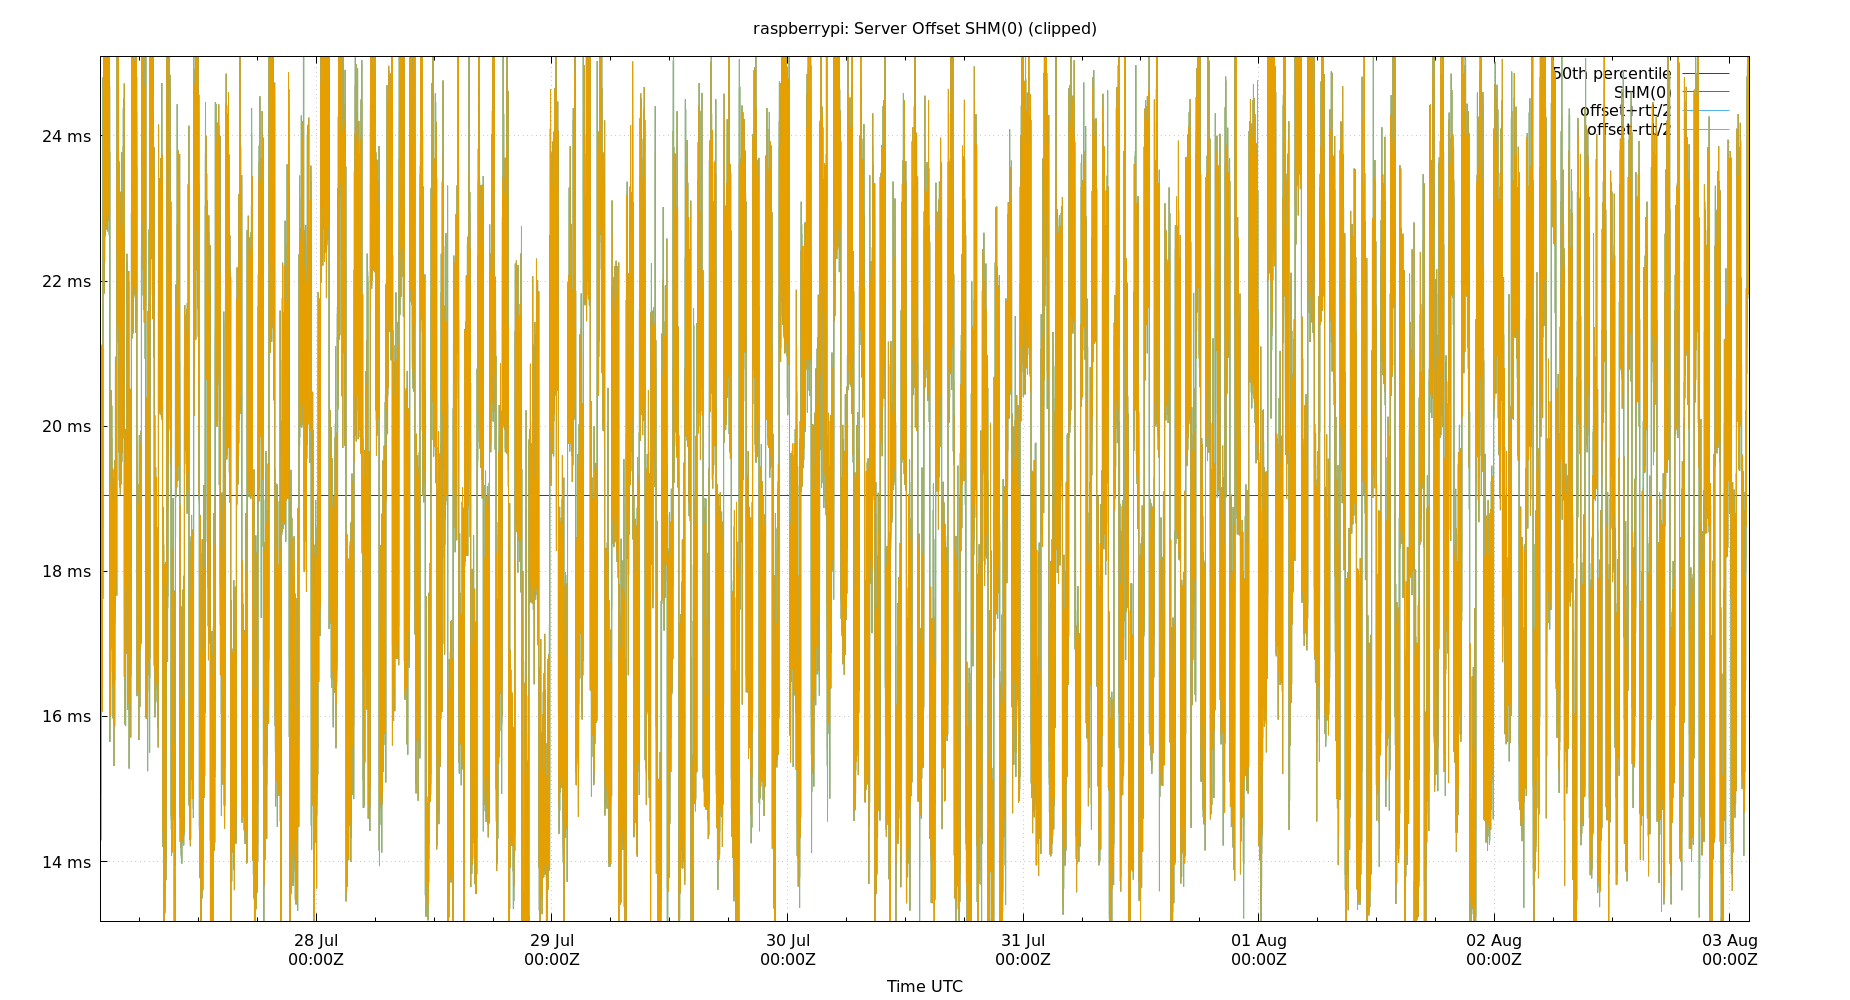 raspberrypi: Server Offset SHM(0) (clipped)
50th percentile
SHM(0)
offset+rtt/2
offset-rtt/2
24 ms
22 ms
20 ms
18 ms
16 ms
14 ms
28 Jul 29 Jul 30 Jul 31 Jul 01 Aug 02 Aug 03 Aug
00:00Z 00:00Z 00:00Z 00:00Z 00:00Z 00:00Z 00:00Z
Time UTC